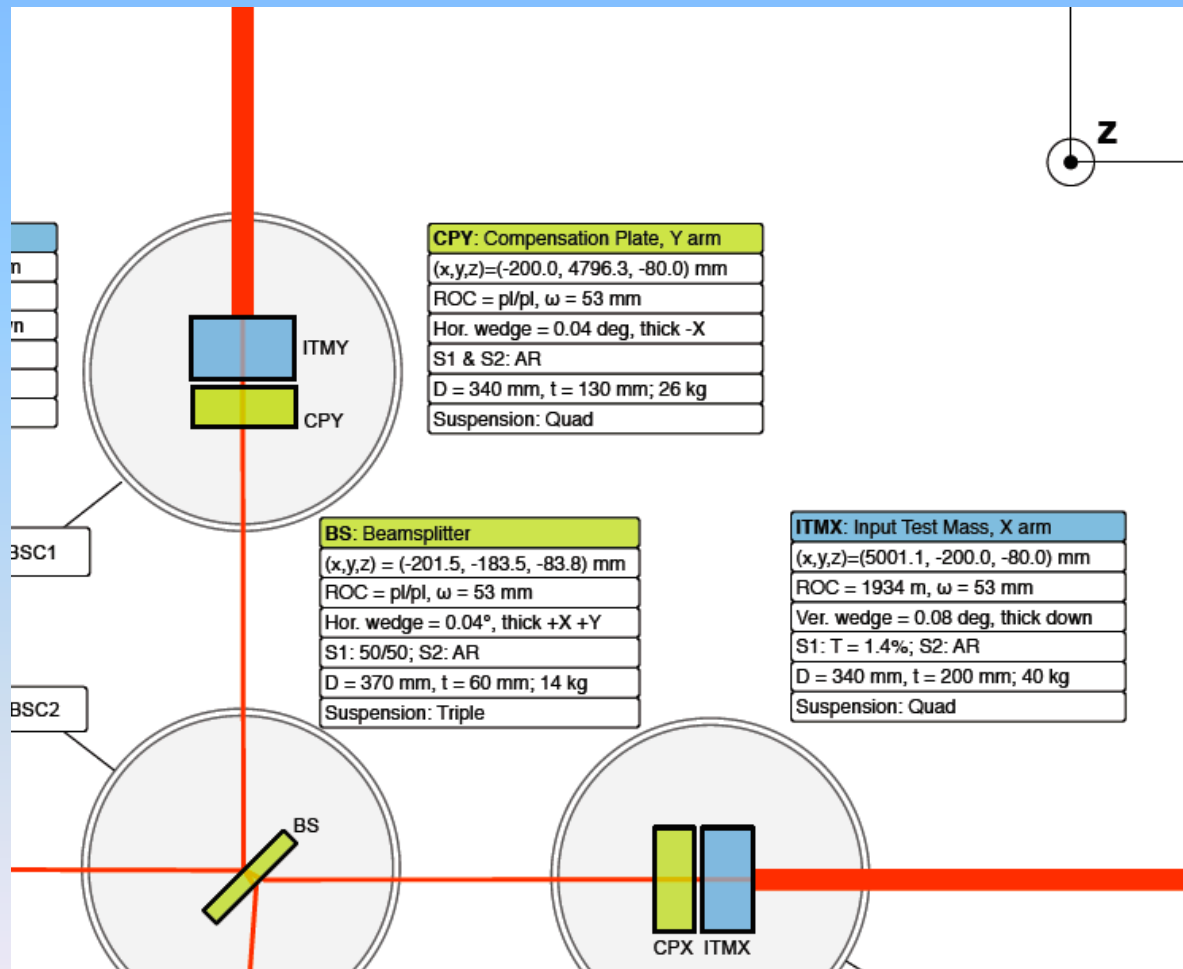 Z
CPY: Compensation Plate, Y arm
(x,y,z)=(-200.0, 4796.3, -80.0) mm
ROC = pl/pl, ω = 53 mm
Hor. wedge = 0.04 deg, thick -X
S1 & S2: AR
D = 340 mm, t = 130 mm; 26 kg
Suspension: Quad
ITMY
CPY
BSC1
BS: Beamsplitter
(x,y,z) = (-201.5, -183.5, -83.8) mm
ROC = pl/pl, ω = 53 mm
Hor. wedge = 0.04°, thick +X +Y
S1: 50/50; S2: AR
D = 370 mm, t = 60 mm; 14 kg
Suspension: Triple
ITMX: Input Test Mass, X arm
(x,y,z)=(5001.1, -200.0, -80.0) mm
ROC = 1934 m, ω = 53 mm
Ver. wedge = 0.08 deg, thick down
S1: T = 1.4%; S2: AR
D = 340 mm, t = 200 mm; 40 kg
Suspension: Quad
BSC2
BS
CPX ITMX